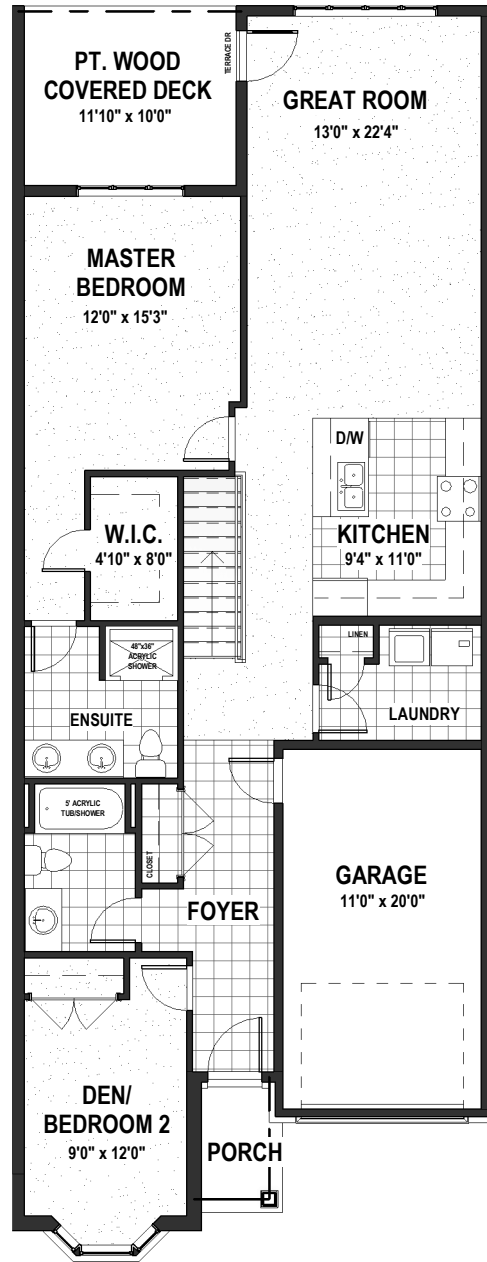 PT. WOOD
COVERED DECK
11'10" x 10'0"
TERRACE DR
GREAT ROOM
13'0" x 22'4"
MASTER
BEDROOM
12'0" x 15'3"
D/W
W.I.C.
4'10" x 8'0"
KITCHEN
9'4" x 11'0"
48"x36"
ACRYLIC
SHOWER
LINEN
ENSUITE
LAUNDRY
5' ACRYLIC
TUB/SHOWER
CLOSET
GARAGE
11'0" x 20'0"
FOYER
DEN/
BEDROOM 2
9'0" x 12'0"
PORCH